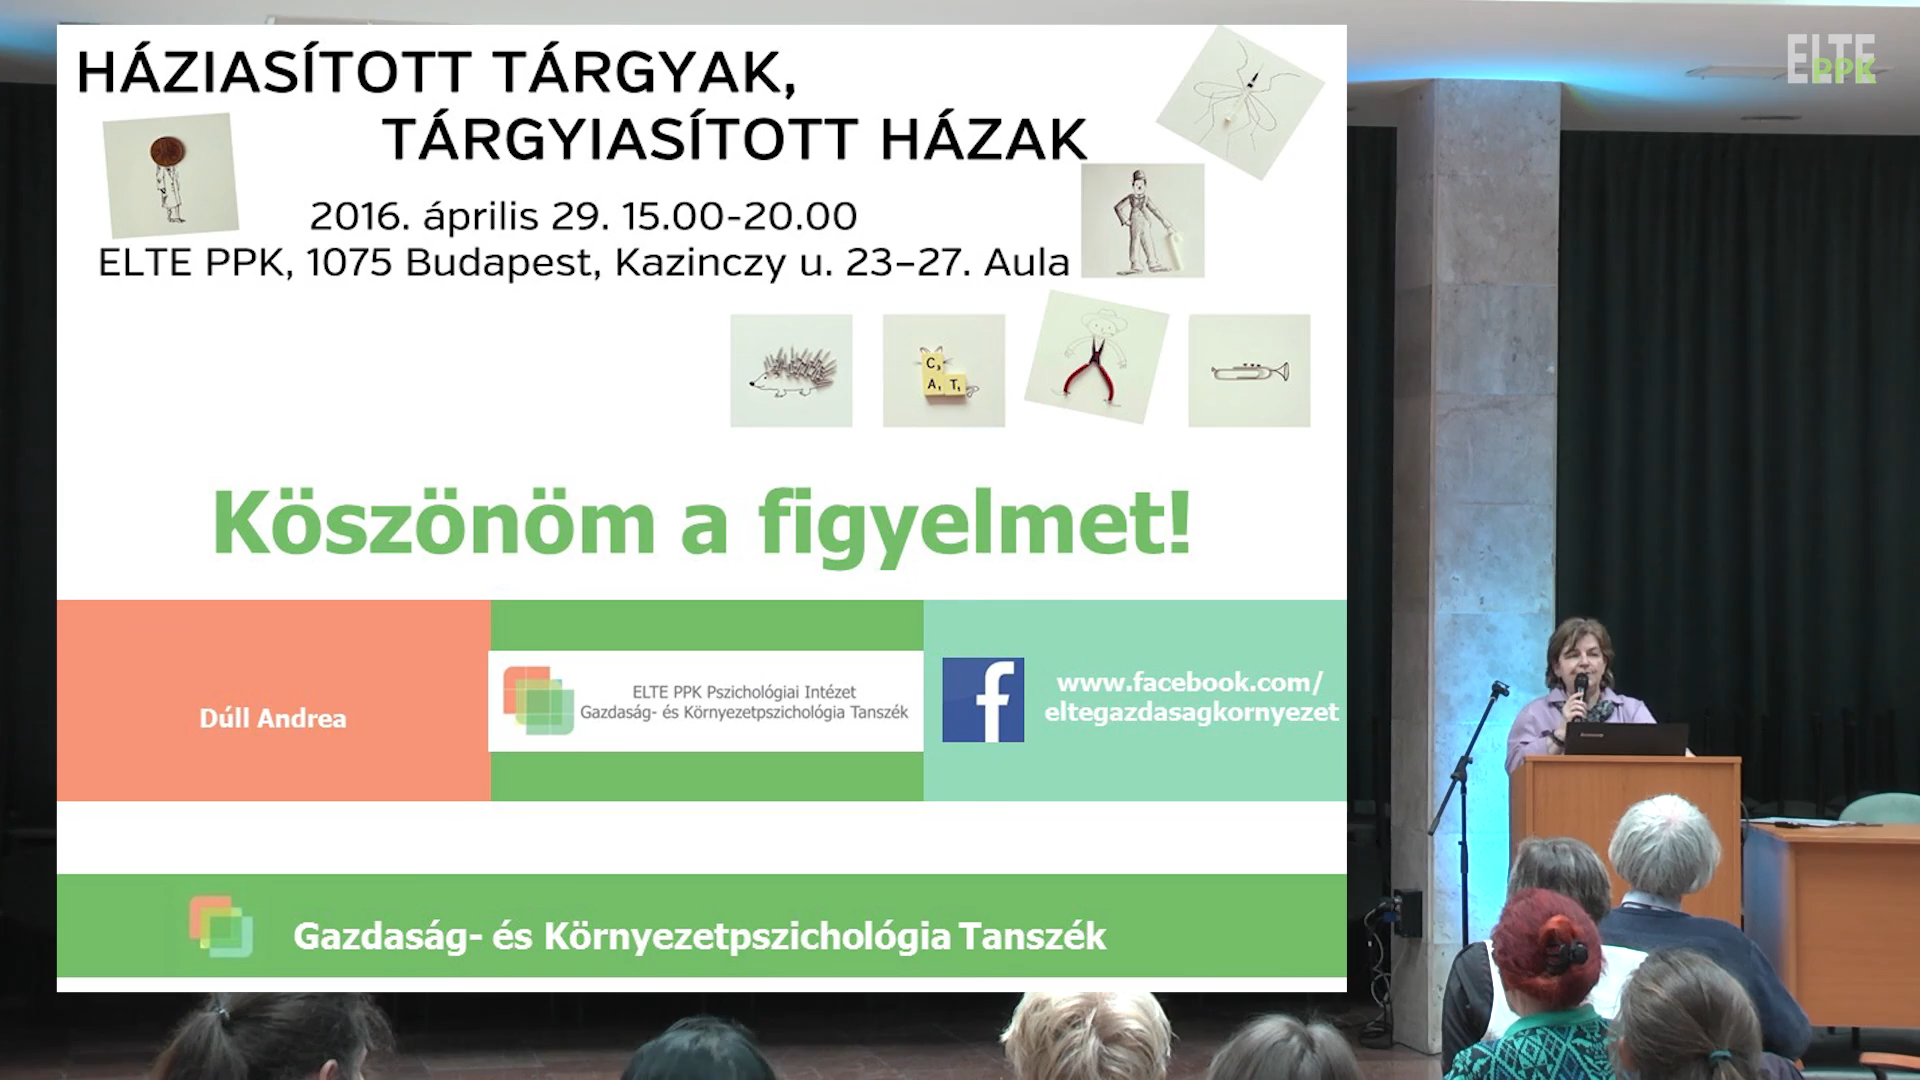 HÁZIASÍTOTT TÁRGYAK,
TÁRGYIASÍTOTT HÁZAK
2016. április 29. 15.00-20.00
ELTE PPK, 1075 Budapest, Kazinczy u. 23–27. Aula
C,
A, T,
Köszönöm a figyelmet!
Dúll Andrea
ELTE PPK Pszichológiai Intézet
Gazdaság- és Környezetpszichológia Tanszék
f
www.facebook.com/
eltegazdasagkornyezet
Gazdaság- és Környezetpszichológia Tanszék
ELTE
PPK
lenovo